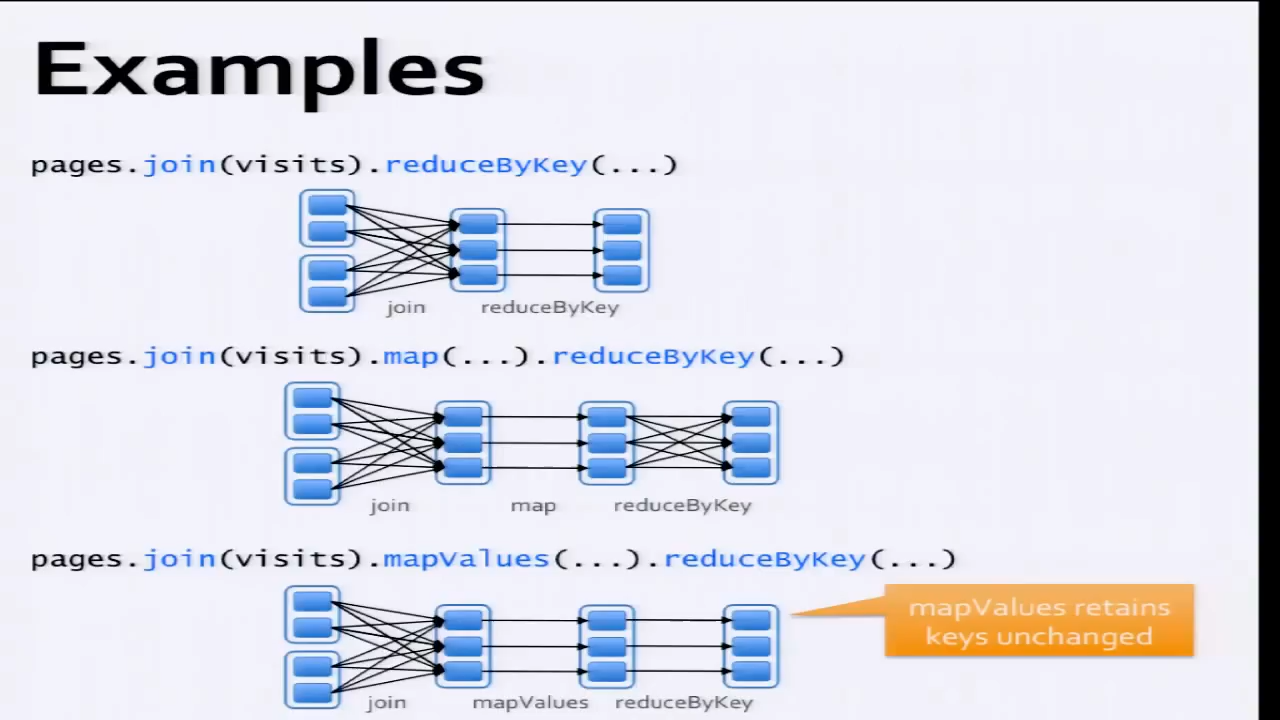 Examples
pages.join(visits).reduceByKey(...)
join reduceByKey
pages.join(visits).map(...).reduceByKey(...)
join map reduceByKey
pages.join(visits).mapValues(...).reduceByKey(...)
mapValues retains
keys unchanged
join mapValues reduceByKey